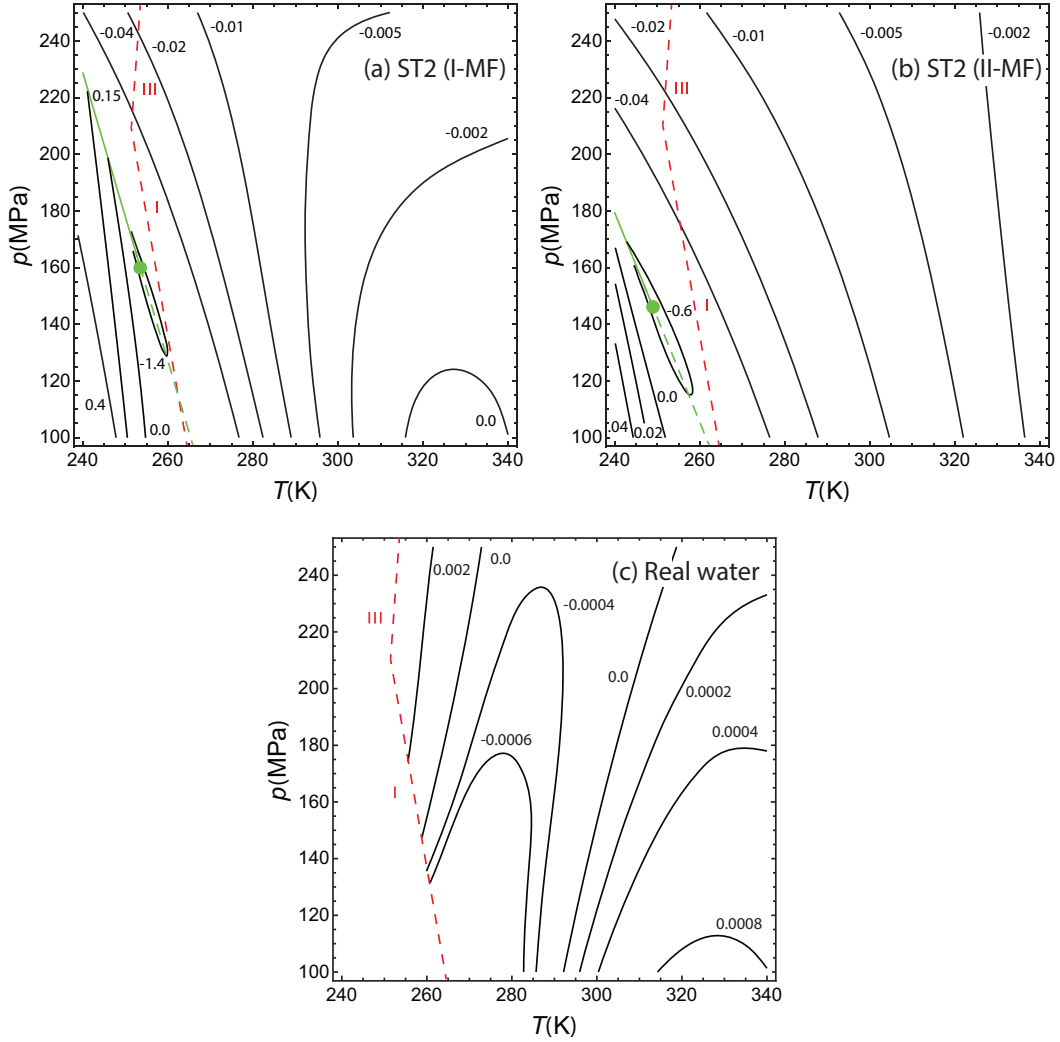 250
-0.04
-0.02
-0.01
-0.005
(a) ST2 (I-MF)
III
0.15
-0.002
I
-1.4
0.4
0.0
0.0
240
220
200
180
160
140
120
100
p(MPa)
240 260 280 300 320 340
T(K)
-0.02
-0.01
-0.005
-0.002
(b) ST2 (II-MF)
III
-0.04
-0.6
I
0.0
.04
0.02
240
220
200
180
160
140
120
100
p(MPa)
240 260 280 300 320 340
T(K)
0.002
0.0
(c) Real water
-0.0004
III
0.0
0.0002
0.0004
-0.0006
I
0.0008
240
220
200
180
160
140
120
100
p(MPa)
240 260 280 300 320 340
T(K)